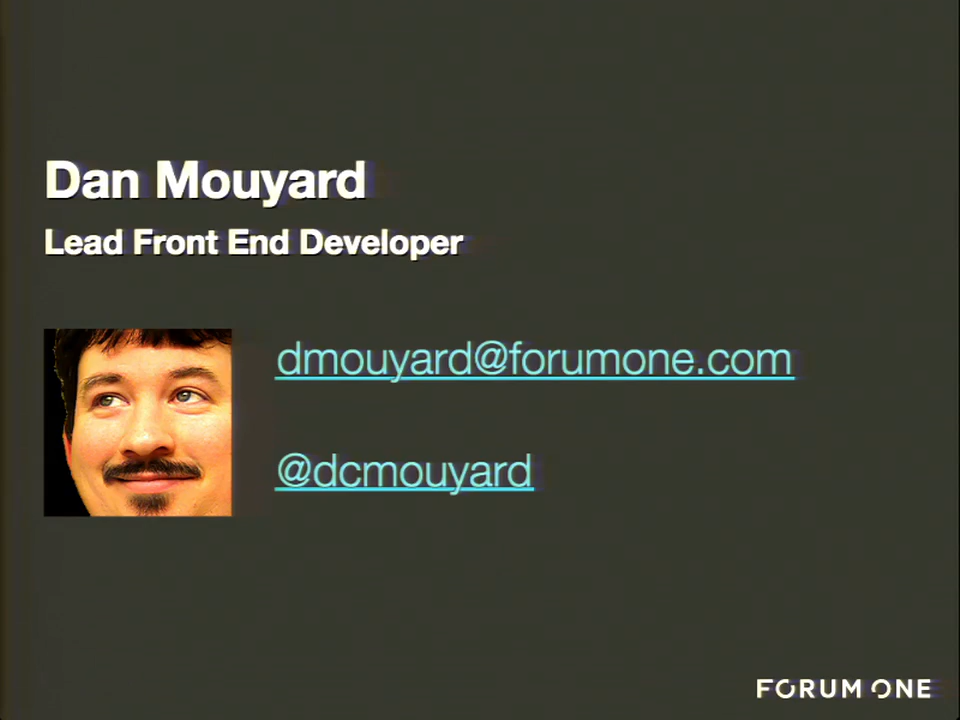 Dan Mouyard
Lead Front End Developer
dmouyard@forumone.com
@dcmouyard
FORUM ONE